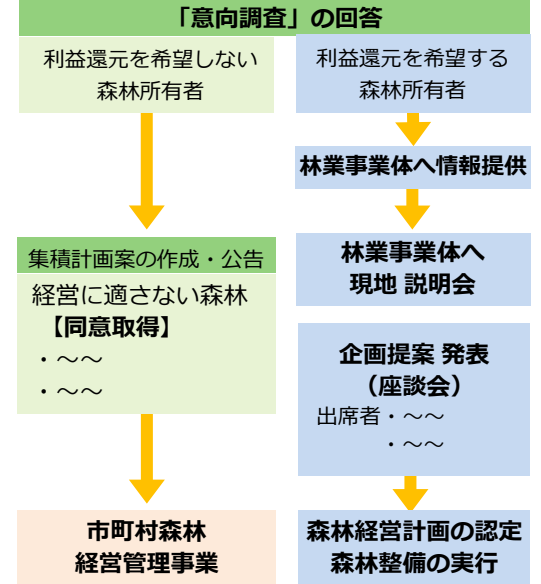 「意向調査」の回答
利益還元を希望しない
森林所有者
集積計画案の作成・公告
経営に適さない森林
【同意取得】
・～～
・～～
市町村森林
経営管理事業
利益還元を希望する
森林所有者
林業事業体へ情報提供
林業事業体へ
現地 説明会
企画提案 発表
（座談会）
出席者・～～
・～～
森林経営計画の認定
森林整備の実行